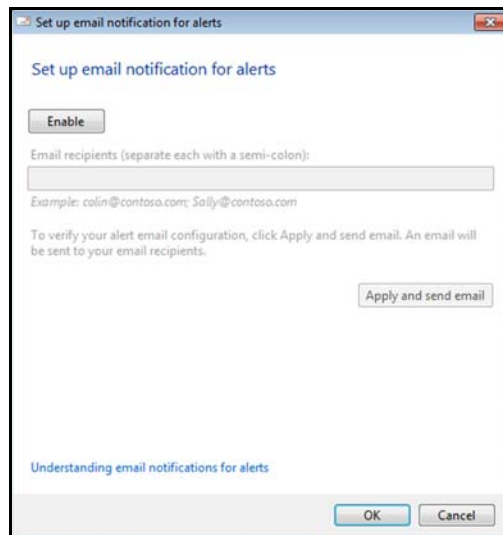 Set up email notification for alerts
Set up email notification for alerts
Enable
Email recipients (separate each with a semi-colon):
Example: colin@contoso.com; Sally@contoso.com
To verify your alert email configuration, click Apply and send email. An email will
be sent to your email recipients.
Apply and send email
Understanding email notifications for alerts
OK
Cancel